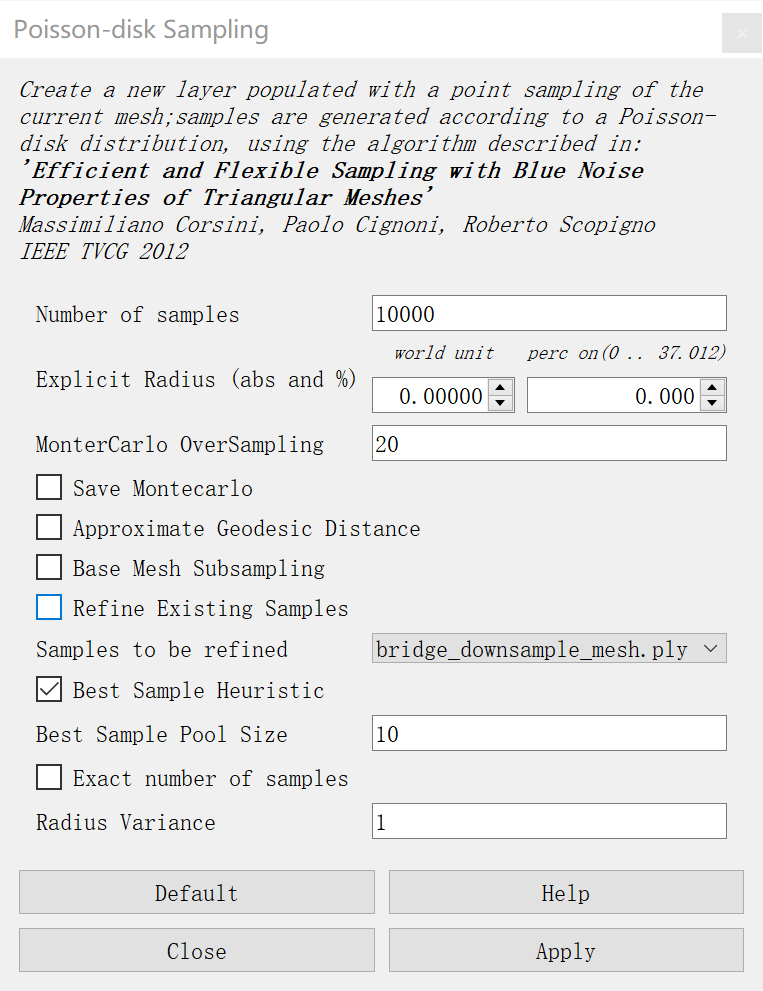 Poisson-disk Sampling
Create a new layer populated with a point sampling of the
current mesh;samples are generated according to a Poisson-
disk distribution, using the algorithm described in:
'Efficient and Flexible Sampling with Blue Noise
Properties of Triangular Meshes'
Massimiliano Corsini, Paolo Cignoni, Roberto Scopigno
IEEE TVCG 2012
Number of samples 10000
world unit perc on(0 .. 37.012)
Explicit Radius (abs and %) 0.00000 0.000
MonterCarlo OverSampling 20
Save Montecarlo
Approximate Geodesic Distance
Base Mesh Subsampling
Refine Existing Samples
Samples to be refined bridge_downsample_mesh.ply
Best Sample Heuristic
Best Sample Pool Size 10
Exact number of samples
Radius Variance 1
Default Help
Close Apply